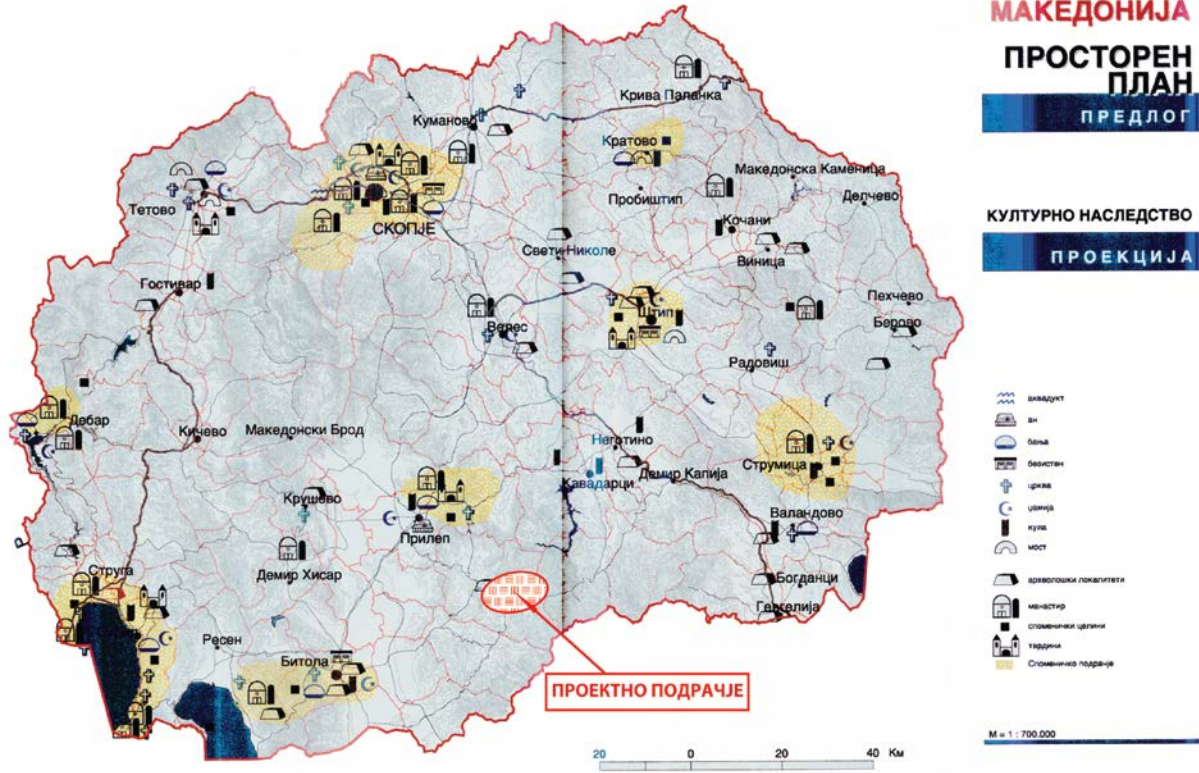 МАКЕДОНИЈА
ПРОСТОРЕН
ПЛАН
ПРЕДЛОГ
КУЛТУРНО НАСЛЕДСТВО
ПРОЕКЦИЈА
Крива Паланка
Куманово
Кратово
Македонска Каменица
Пробиштип
Делчево
Тетово
СКОПЈЕ
Кочани
Свети Николе
Виница
Гостивар
Пехчево
Штип
Берово
Велес
Радовиш
Дебар
Кичево
Македонски Брод
Неготино
Струмица
Демир Капија
Кавадарци
Крушево
Прилеп
Валандово
Струга
Демир Хисар
Богданци
Гевгелија
Ресен
Битола
ПРОЕКТНО ПОДРАЧЈЕ
аквадукт
ан
бања
безистен
црква
џамија
кула
мост
археолошки локалитети
манастир
споменички целини
тврдини
Споменичко подрачје
М = 1 : 700.000
20 0 20 40 Км